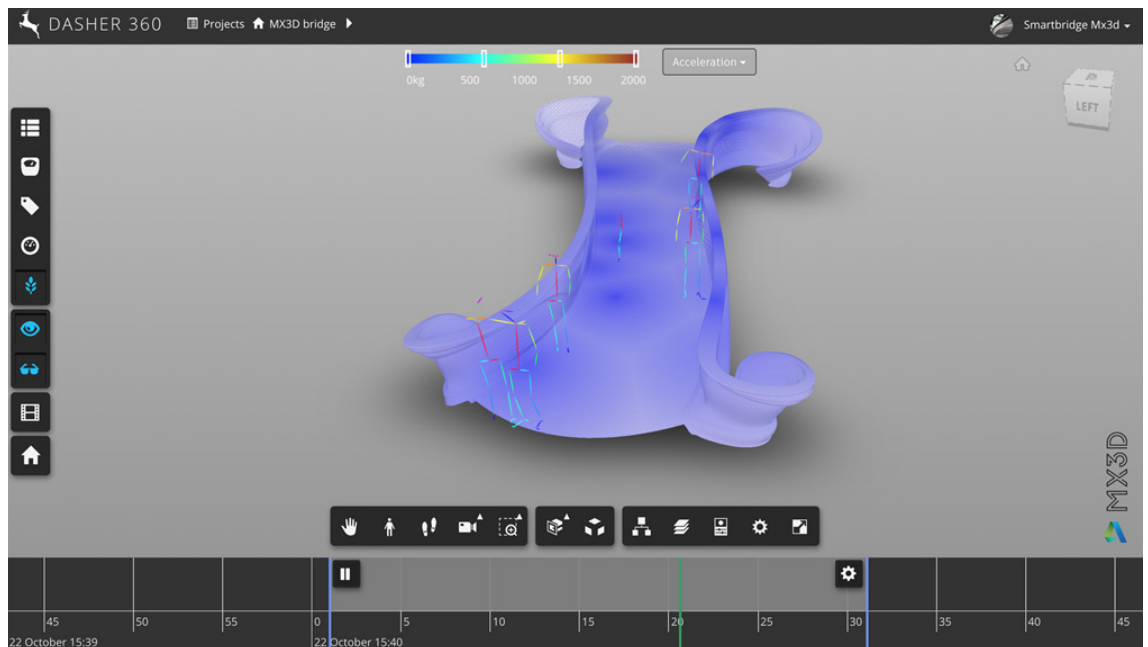 DASHER 360 Projects MX3D bridge Smartbridge Mx3d
0kg 500 1000 1500 2000
Acceleration
LEFT
MX3D
45 50 55 0 5 10 15 20 25 30 35 40 45
22 October 15:39 22 October 15:40